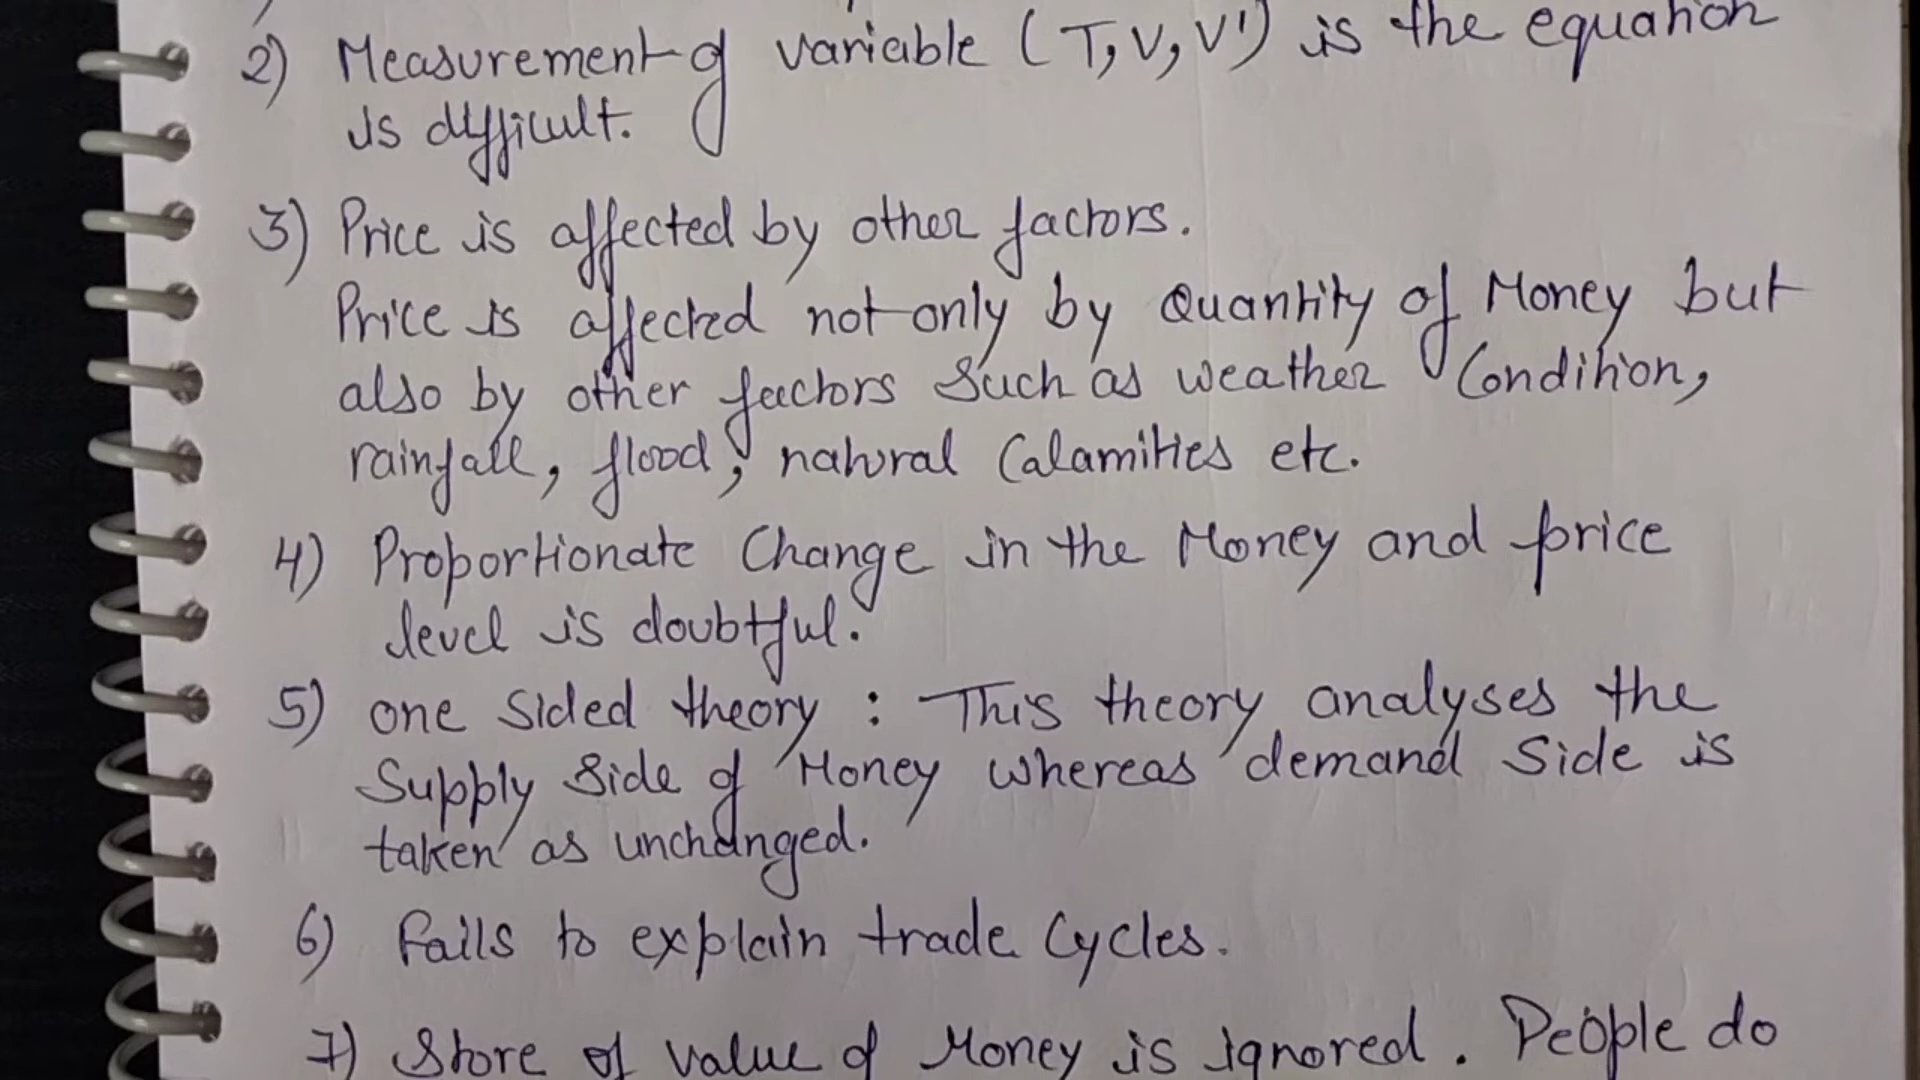 2) Measurement of variable (T, V, V') is the equation
is difficult.
3) Price is affected by other factors.
Price is affected not only by Quantity of Money but
also by other factors such as weather Condition,
rainfall, flood, natural Calamities etc.
4) Proportionate Change in the Money and price
level is doubtful.
5) one sided theory : This theory analyses the
Supply side of Money whereas demand side is
taken as unchanged.
6) Fails to explain trade Cycles.
7) Store of value of Money is ignored. People do